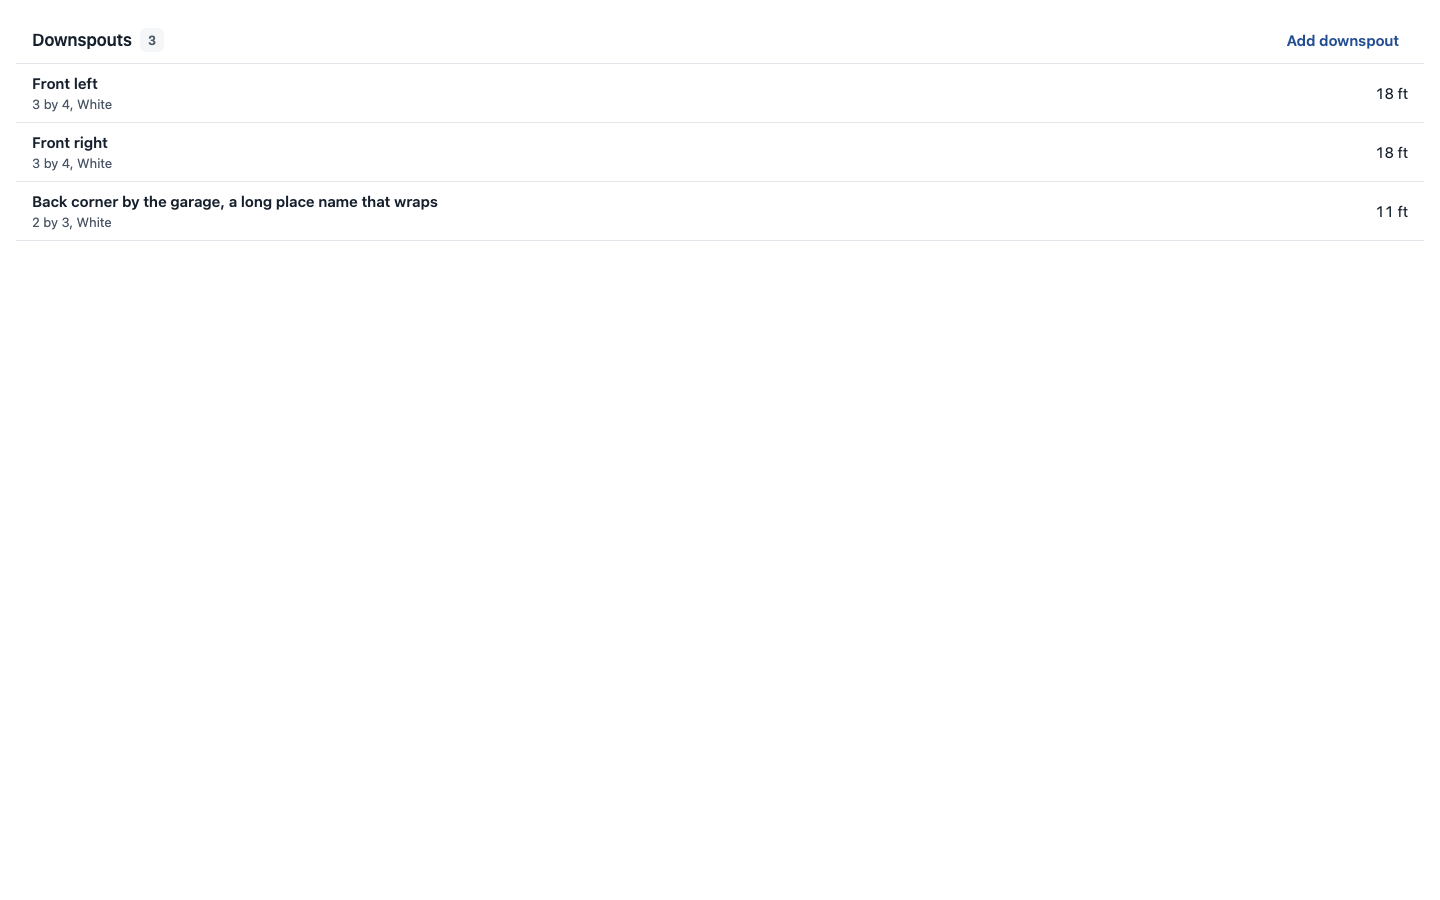 Downspouts 3
Add downspout
Front left
3 by 4, White
18 ft
Front right
3 by 4, White
18 ft
Back corner by the garage, a long place name that wraps
2 by 3, White
11 ft